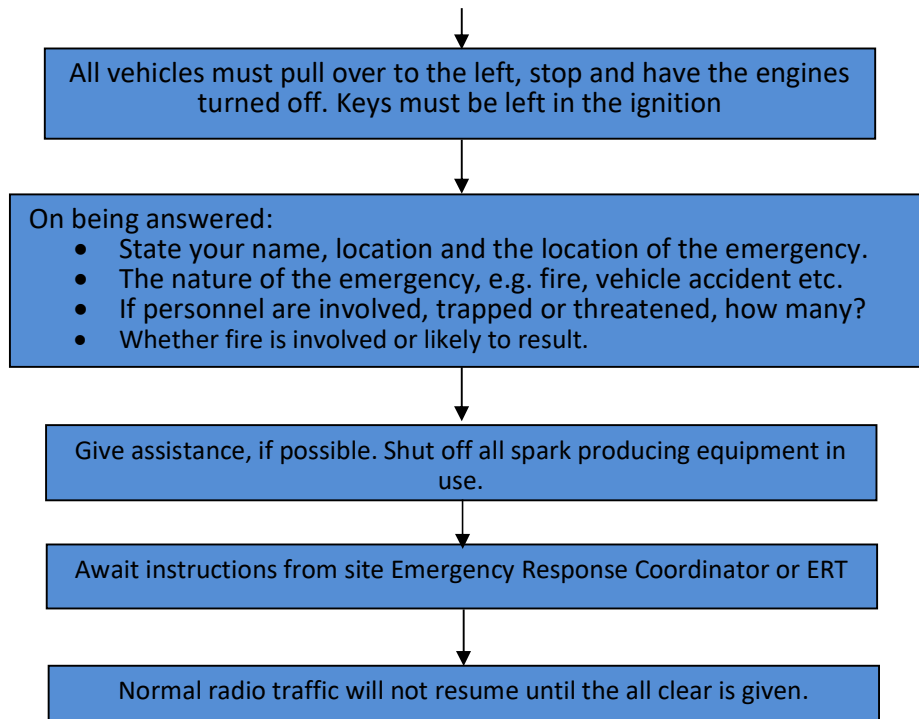 All vehicles must pull over to the left, stop and have the engines
turned off. Keys must be left in the ignition
On being answered:
• State your name, location and the location of the emergency.
• The nature of the emergency, e.g. fire, vehicle accident etc.
• If personnel are involved, trapped or threatened, how many?
• Whether fire is involved or likely to result.
Give assistance, if possible. Shut off all spark producing equipment in
use.
Await instructions from site Emergency Response Coordinator or ERT
Normal radio traffic will not resume until the all clear is given.